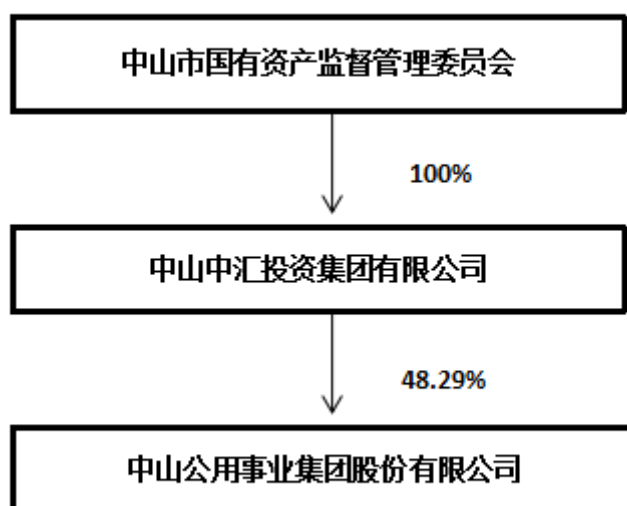 中山市国有资产监督管理委员会
100%
中山中汇投资集团有限公司
48.29%
中山公用事业集团股份有限公司